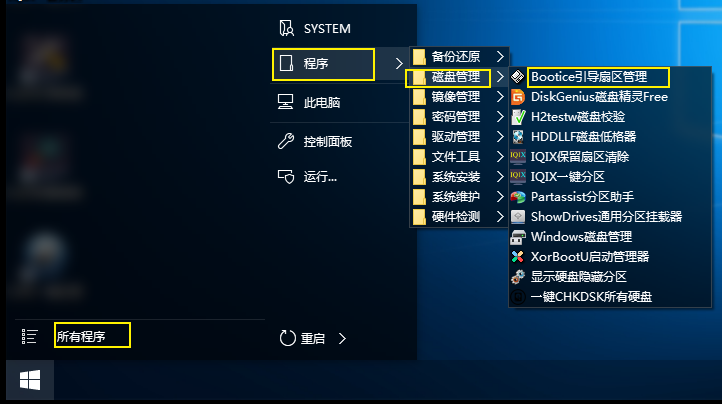 SYSTEM
程序
此电脑
控制面板
运行...
所有程序
重启
备份还原
磁盘管理
镜像管理
密码管理
驱动管理
文件工具
系统安装
系统维护
硬件检测
Bootice引导扇区管理
DiskGenius磁盘精灵Free
H2testw磁盘校验
HDDLLF磁盘低格器
IQIX IQIX保留扇区清除
IQIX IQIX一键分区
Partassist分区助手
ShowDrives通用分区挂载器
Windows磁盘管理
XorBootU启动管理器
显示硬盘隐藏分区
一键CHKDSK所有硬盘